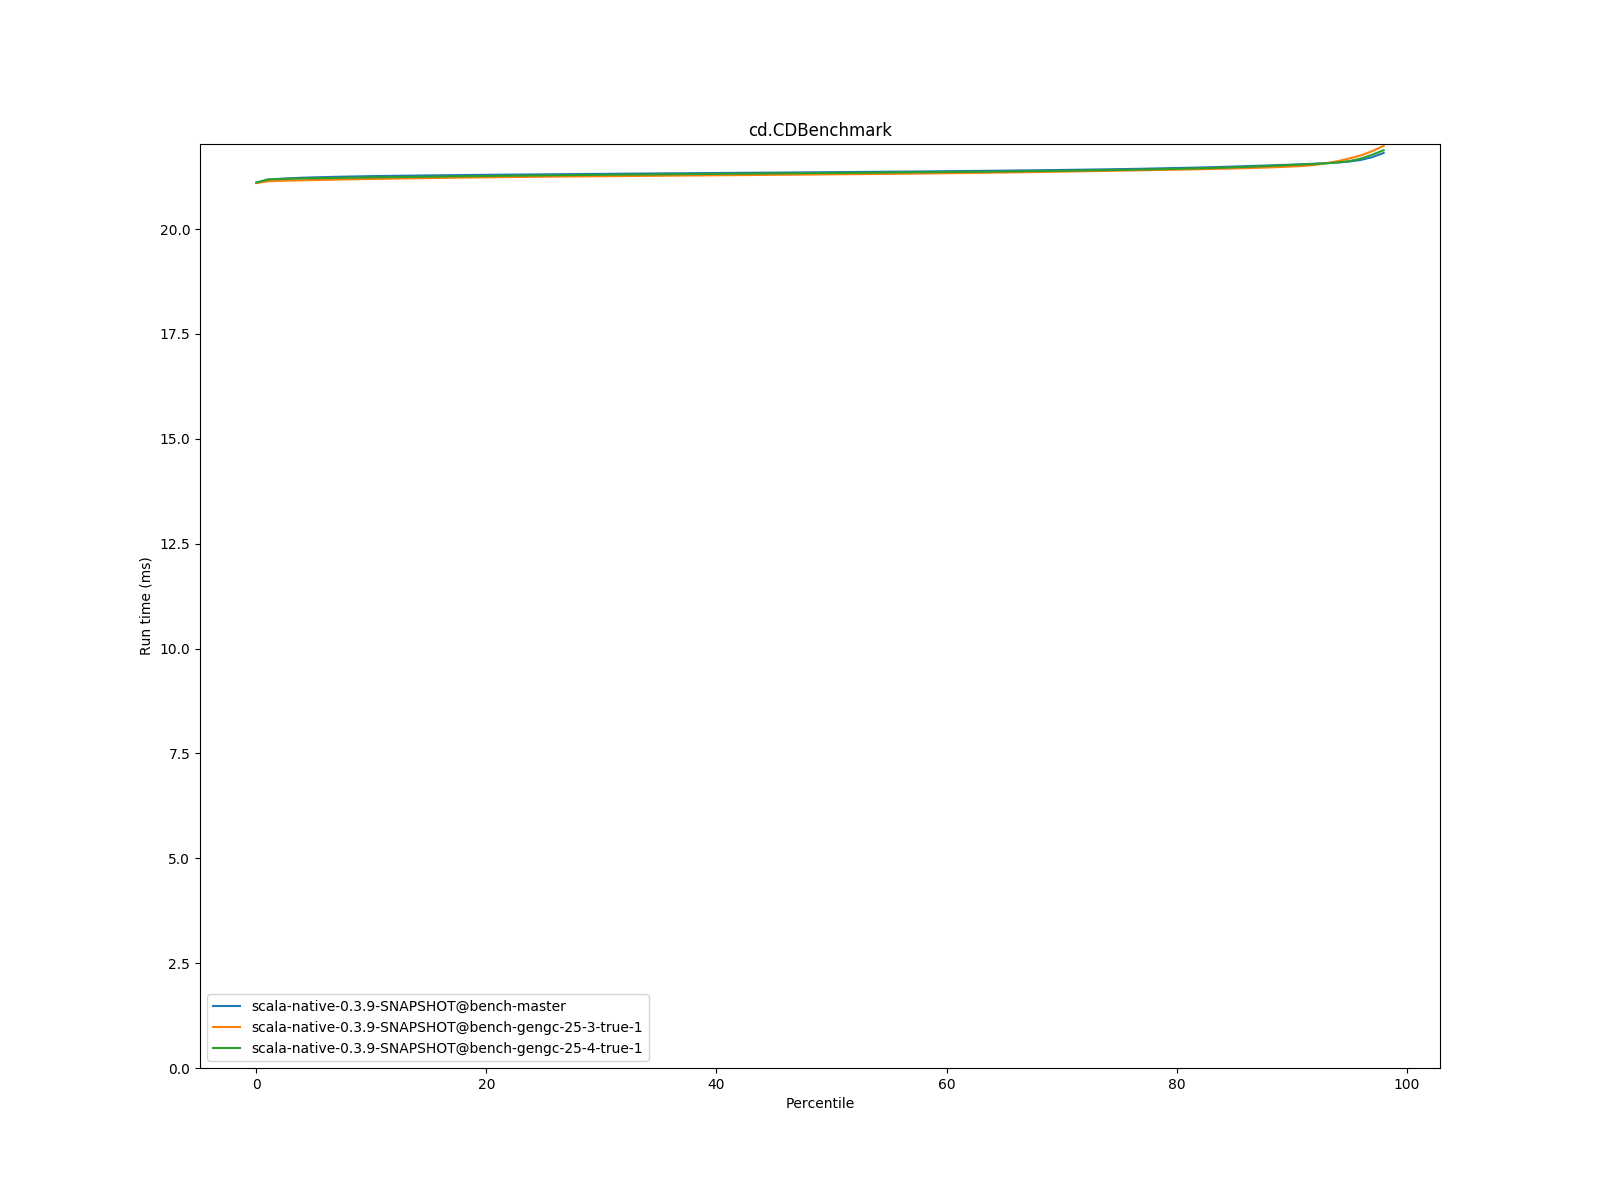 cd.CDBenchmark
Run time (ms)
20.0
17.5
15.0
12.5
10.0
7.5
5.0
2.5
0.0
scala-native-0.3.9-SNAPSHOT@bench-master
scala-native-0.3.9-SNAPSHOT@bench-gengc-25-3-true-1
scala-native-0.3.9-SNAPSHOT@bench-gengc-25-4-true-1
0 20 40 60 80 100
Percentile